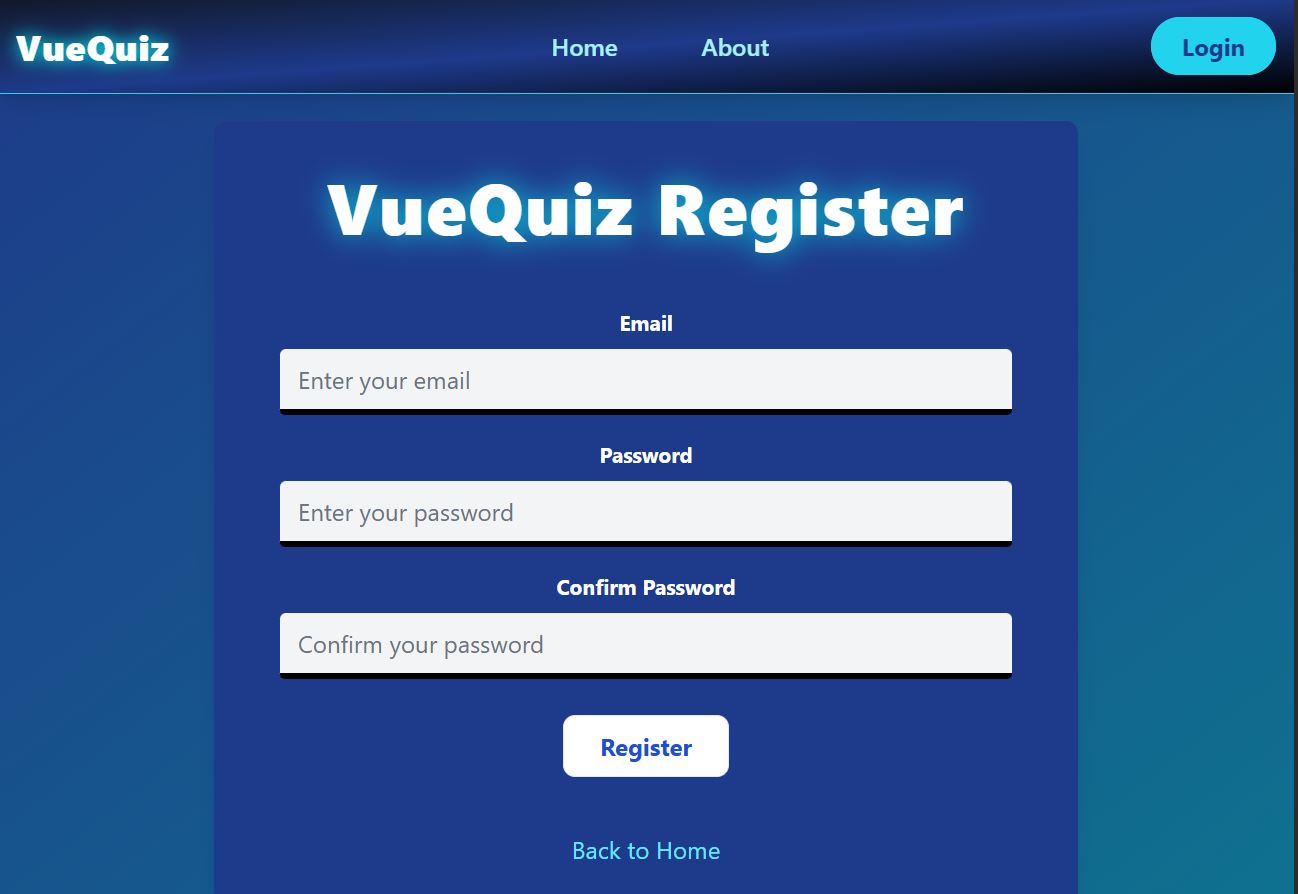 VueQuiz Home About Login
VueQuiz Register
Email
Enter your email
Password
Enter your password
Confirm Password
Confirm your password
Register
Back to Home